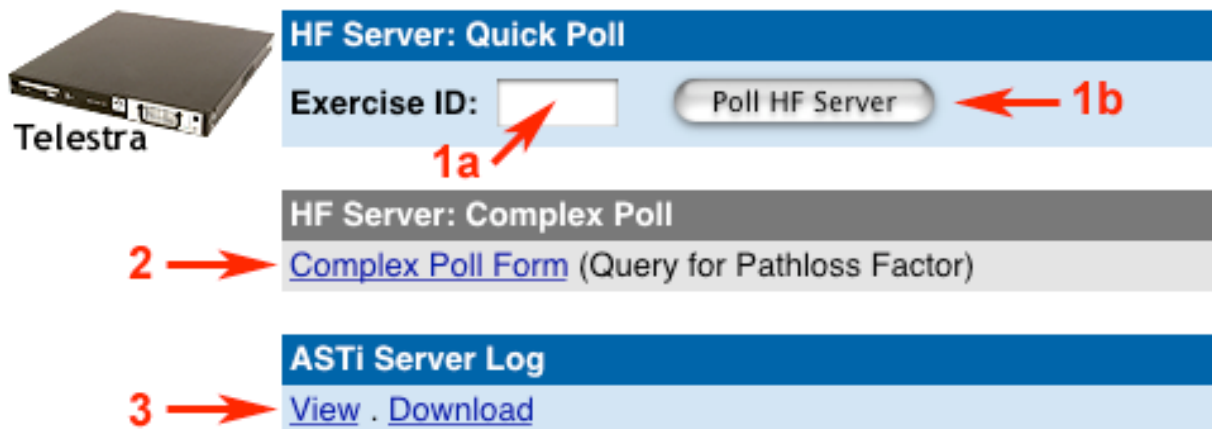 HF Server: Quick Poll
Exercise ID: Poll HF Server 1b
Telestra
1a
HF Server: Complex Poll
2 Complex Poll Form (Query for Pathloss Factor)
ASTi Server Log
3 View . Download